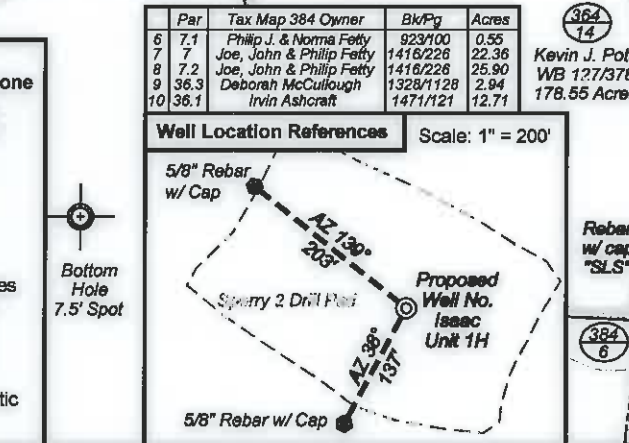 Par Tax Map 384 Owner Bk/Pg Acres
6 7.1 Philip J. & Norma Fetty 923/100 0.55
7 7 Joe, John & Philip Fetty 1416/226 22.36
8 7.2 Joe, John & Philip Fetty 1416/226 25.90
9 36.3 Deborah McCullough 1328/1128 2.94
10 36.1 Irvin Ashcraft 1471/121 12.71
364
14
Kevin J.
WB 127/378
178.55
one
es
tic
Bottom
Hole
7.5' Spot
Well Location References
Scale: 1" = 200'
5/8" Rebar
w/ Cap
AZ 139°
203'
Sperry 2 Drill Pad
Proposed
Well No.
Isaac
Unit 1H
AZ 38°
137'
5/8" Rebar w/ Cap
Rebar
w/ cap
"SLS"
384
6